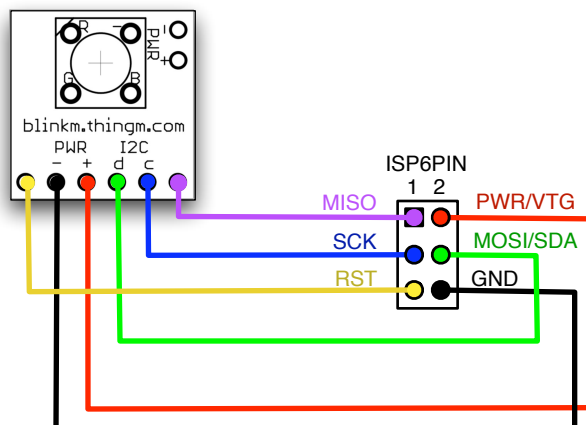 R −
PWR − +
G B
blinkm.thingm.com
PWR I2C
− + d c
ISP6PIN
1 2
MISO PWR/VTG
SCK MOSI/SDA
RST GND